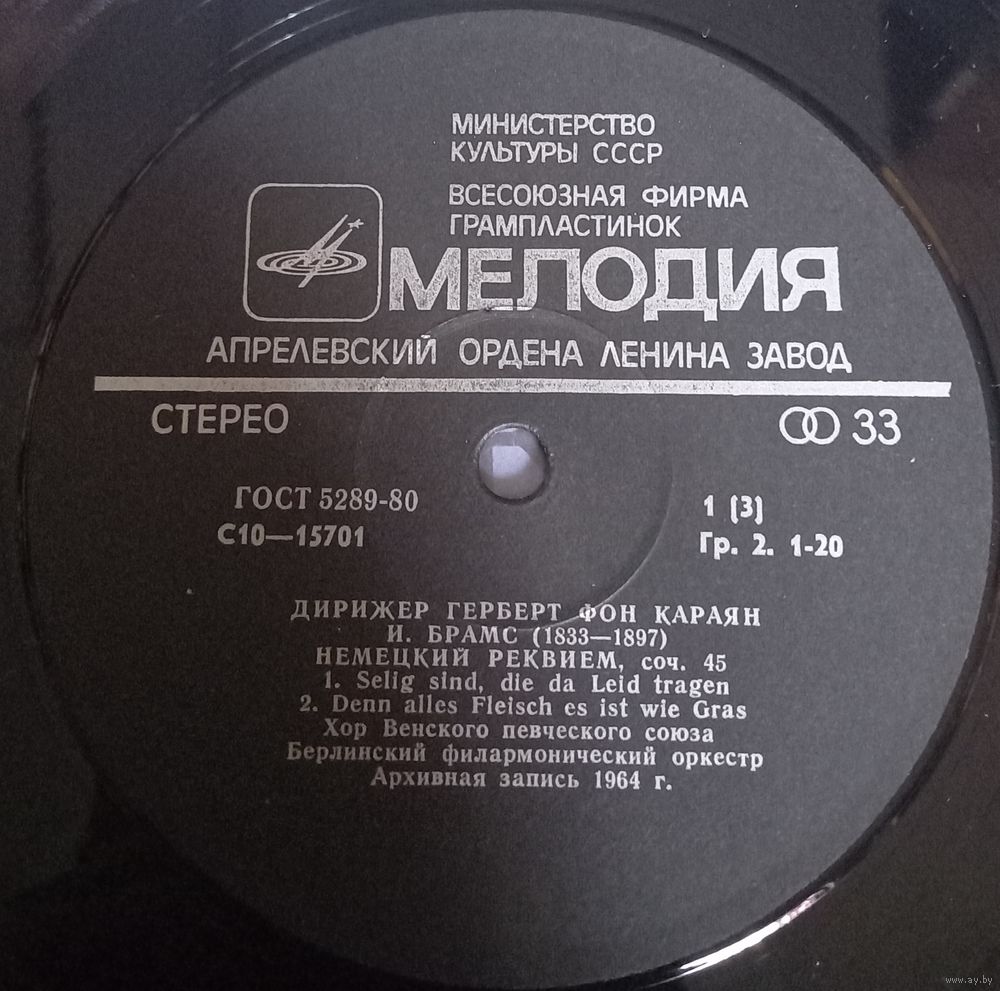 МИНИСТЕРСТВО
КУЛЬТУРЫ СССР
ВСЕСОЮЗНАЯ ФИРМА
ГРАМПЛАСТИНОК
МЕЛОДИЯ
АПРЕЛЕВСКИЙ ОРДЕНА ЛЕНИНА ЗАВОД
СТЕРЕО
33
ГОСТ 5289-80
С10—15701
1 (3)
Гр. 2. 1-20
ДИРИЖЕР ГЕРБЕРТ ФОН КАРАЯН
И. БРАМС (1833—1897)
НЕМЕЦКИЙ РЕКВИЕМ, соч. 45
1. Selig sind, die da Leid tragen
2. Denn alles Fleisch es ist wie Gras
Хор Венского певческого союза
Берлинский филармонический оркестр
Архивная запись 1964 г.
www.ay.by